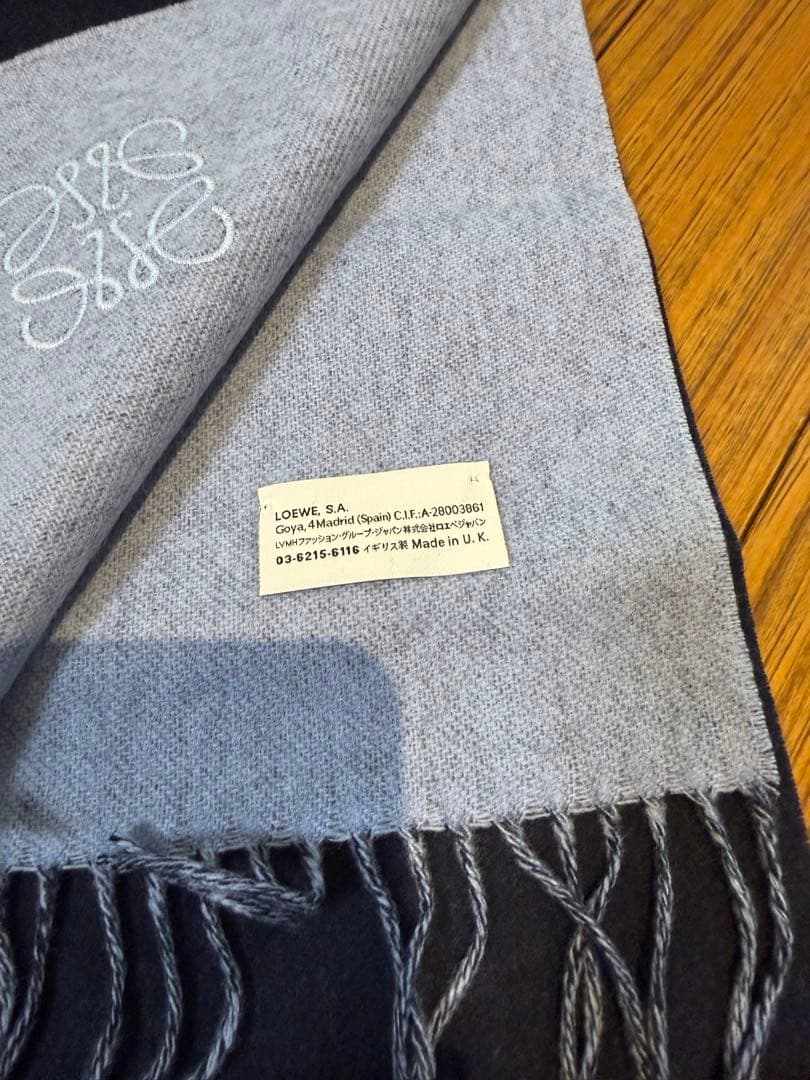 LOEWE, S.A.
Goya, 4 Madrid (Spain) C.I.F.:A-28003861
LVMHファッション・グループ・ジャパン株式会社ロエベジャパン
03-6215-6116 イギリス製 Made in U. K.